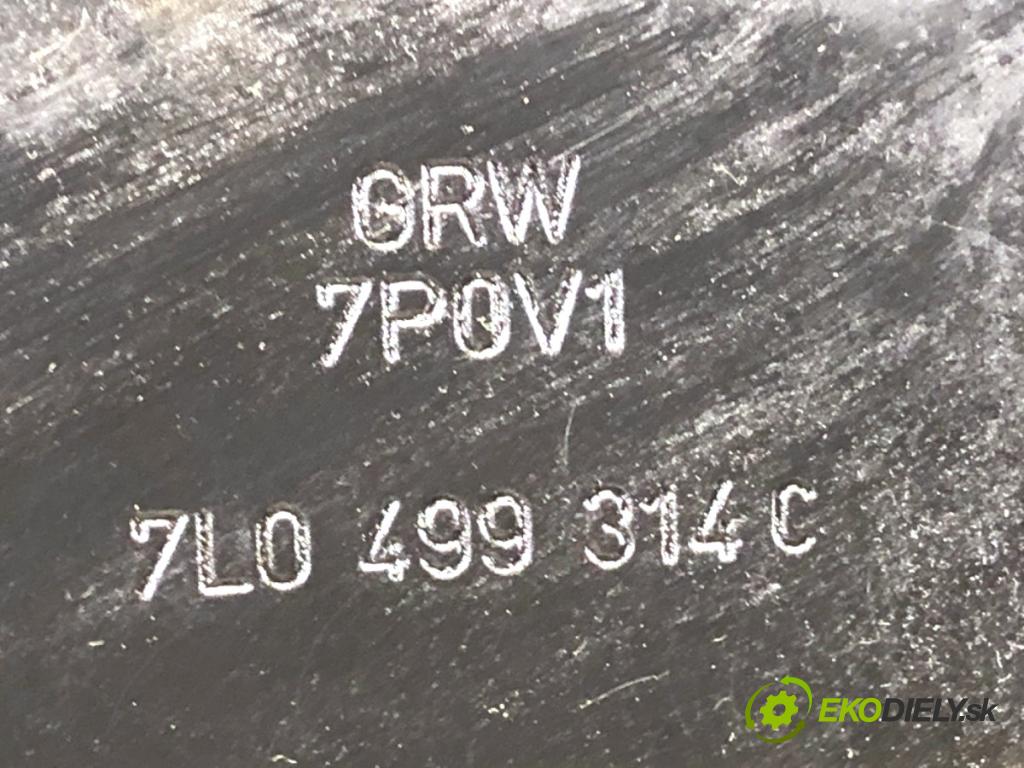 GRW
7P0V1
7L0 499 314 C
EKODIELY.sk